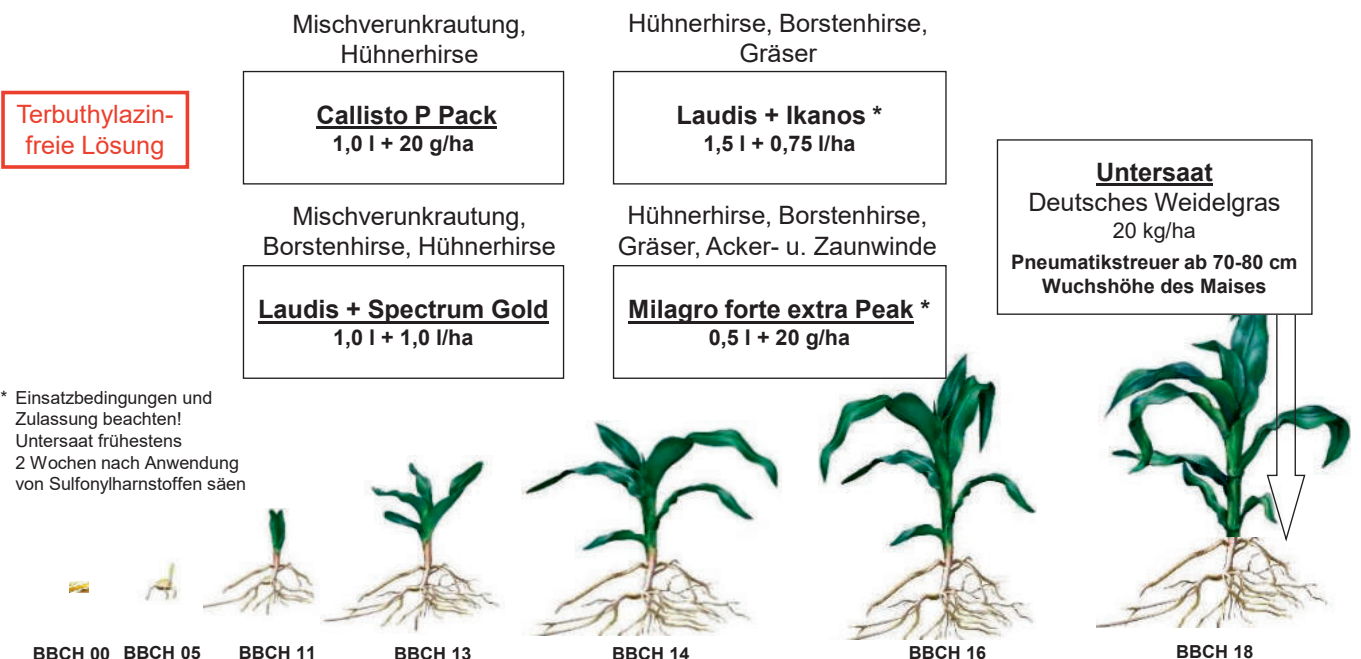 Mischverunkrautung,
Hühnerhirse
Hühnerhirse, Borstenhirse,
Gräser
Terbuthylazin-
freie Lösung
Callisto P Pack
1,0 l + 20 g/ha
Laudis + Ikanos *
1,5 l + 0,75 l/ha
Mischverunkrautung,
Borstenhirse, Hühnerhirse
Hühnerhirse, Borstenhirse,
Gräser, Acker- u. Zaunwinde
Laudis + Spectrum Gold
1,0 l + 1,0 l/ha
Milagro forte extra Peak *
0,5 l + 20 g/ha
Untersaat
Deutsches Weidelgras
20 kg/ha
Pneumatikstreuer ab 70-80 cm
Wuchshöhe des Maises
* Einsatzbedingungen und
Zulassung beachten!
Untersaat frühestens
2 Wochen nach Anwendung
von Sulfonylharnstoffen säen
BBCH 00 BBCH 05 BBCH 11 BBCH 13 BBCH 14 BBCH 16 BBCH 18